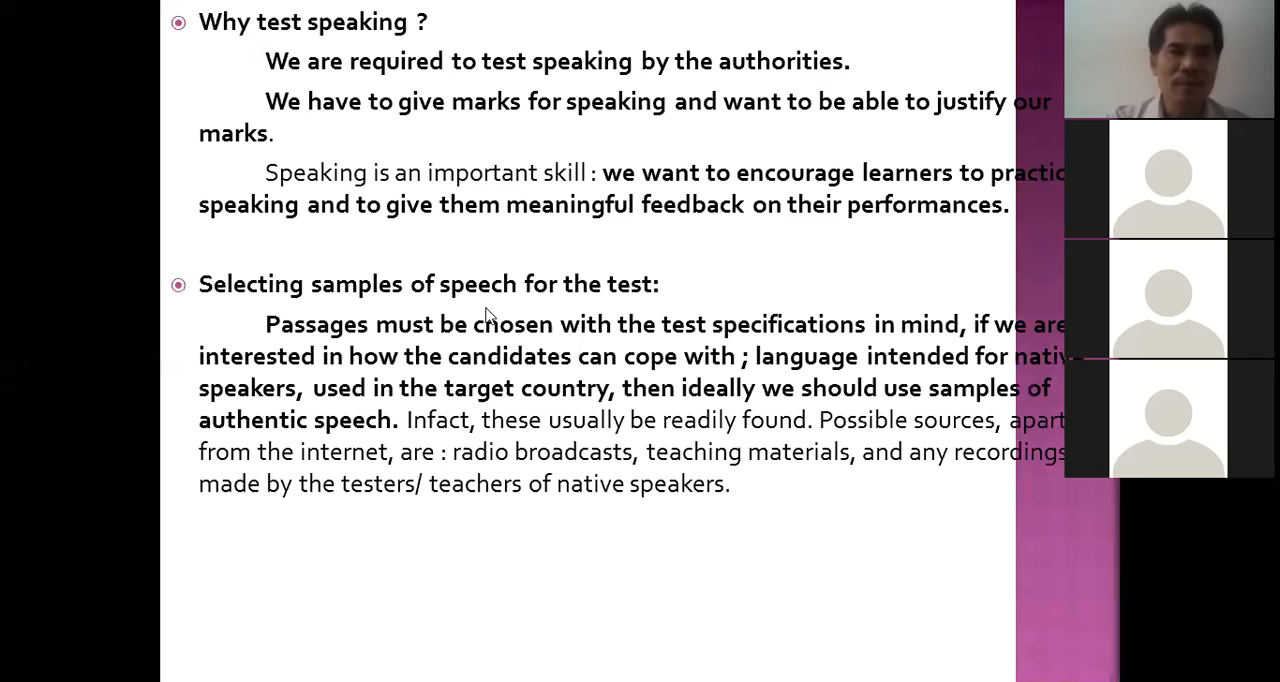 Why test speaking ?
We are required to test speaking by the authorities.
We have to give marks for speaking and want to be able to justify our
marks.
Speaking is an important skill : we want to encourage learners to practic
speaking and to give them meaningful feedback on their performances.
Selecting samples of speech for the test:
Passages must be chosen with the test specifications in mind, if we are
interested in how the candidates can cope with ; language intended for native
speakers, used in the target country, then ideally we should use samples of
authentic speech. Infact, these usually be readily found. Possible sources, apart
from the internet, are : radio broadcasts, teaching materials, and any recordings
made by the testers/ teachers of native speakers.